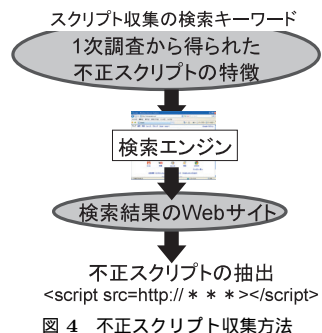 スクリプト収集の検索キーワード
1次調査から得られた
不正スクリプトの特徴
検索エンジン
検索結果のWebサイト
不正スクリプトの抽出
<script src=http://＊＊＊></script>
図 4 不正スクリプト収集方法